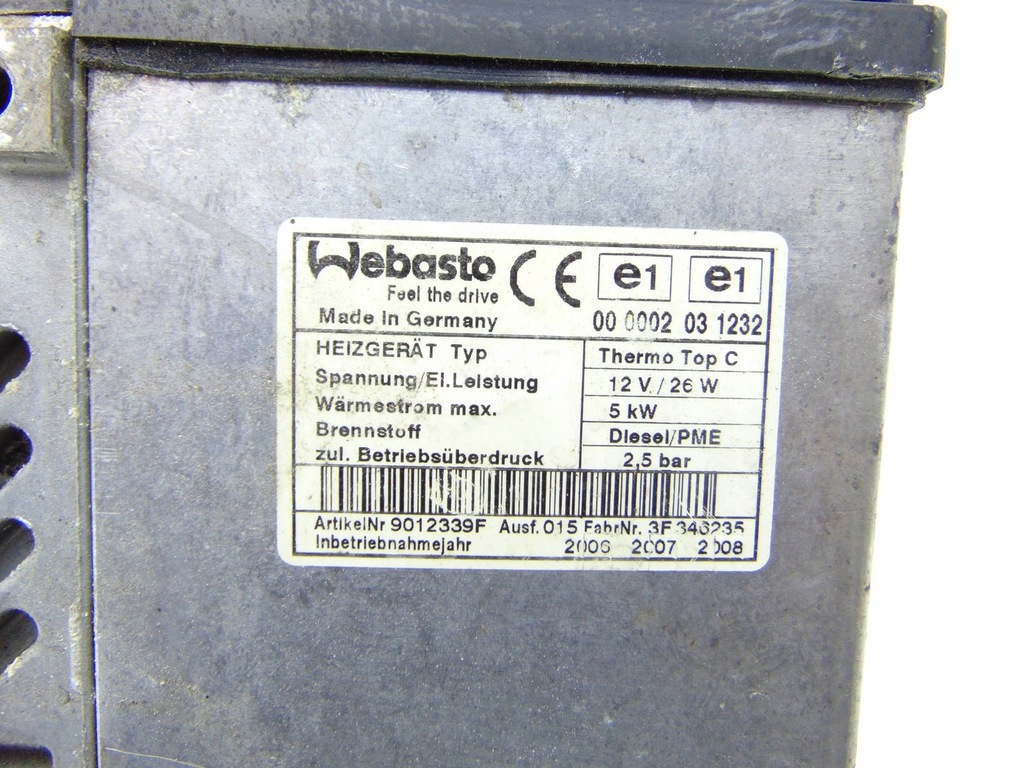 Webasto
Feel the drive
CE e1 e1
Made in Germany 00 0002 03 1232
HEIZGERÄT Typ Thermo Top C
Spannung/El.Leistung 12 V / 26 W
Wärmestrom max. 5 kW
Brennstoff Diesel/PME
zul. Betriebsüberdruck 2,5 bar
ArtikelNr 9012339F Ausf. 015 FabrNr. 3F 346235
Inbetriebnahmejahr 2006 2007 2008